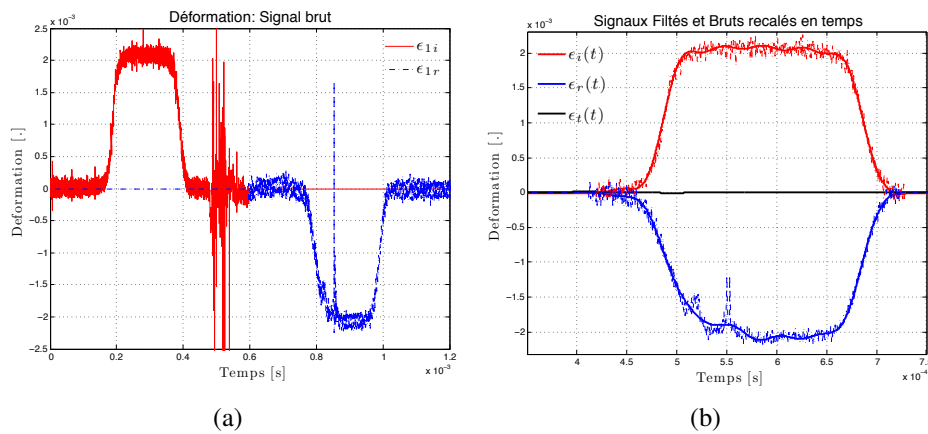 Déformation: Signal brut
x 10⁻³
2.5
2
1.5
1
0.5
0
−0.5
−1
−1.5
−2
−2.5
Deformation [.]
ϵ₁ᵢ
ϵ₁ᵣ
0 0.2 0.4 0.6 0.8 1 1.2
Temps [s]
x 10⁻³
(a)
Signaux Filtés et Bruts recalés en temps
x 10⁻³
2
1.5
1
0.5
0
−0.5
−1
−1.5
−2
Deformation [.]
ϵᵢ(t)
ϵᵣ(t)
ϵₜ(t)
4 4.5 5 5.5 6 6.5 7 7.5
Temps [s]
x 10⁻⁴
(b)